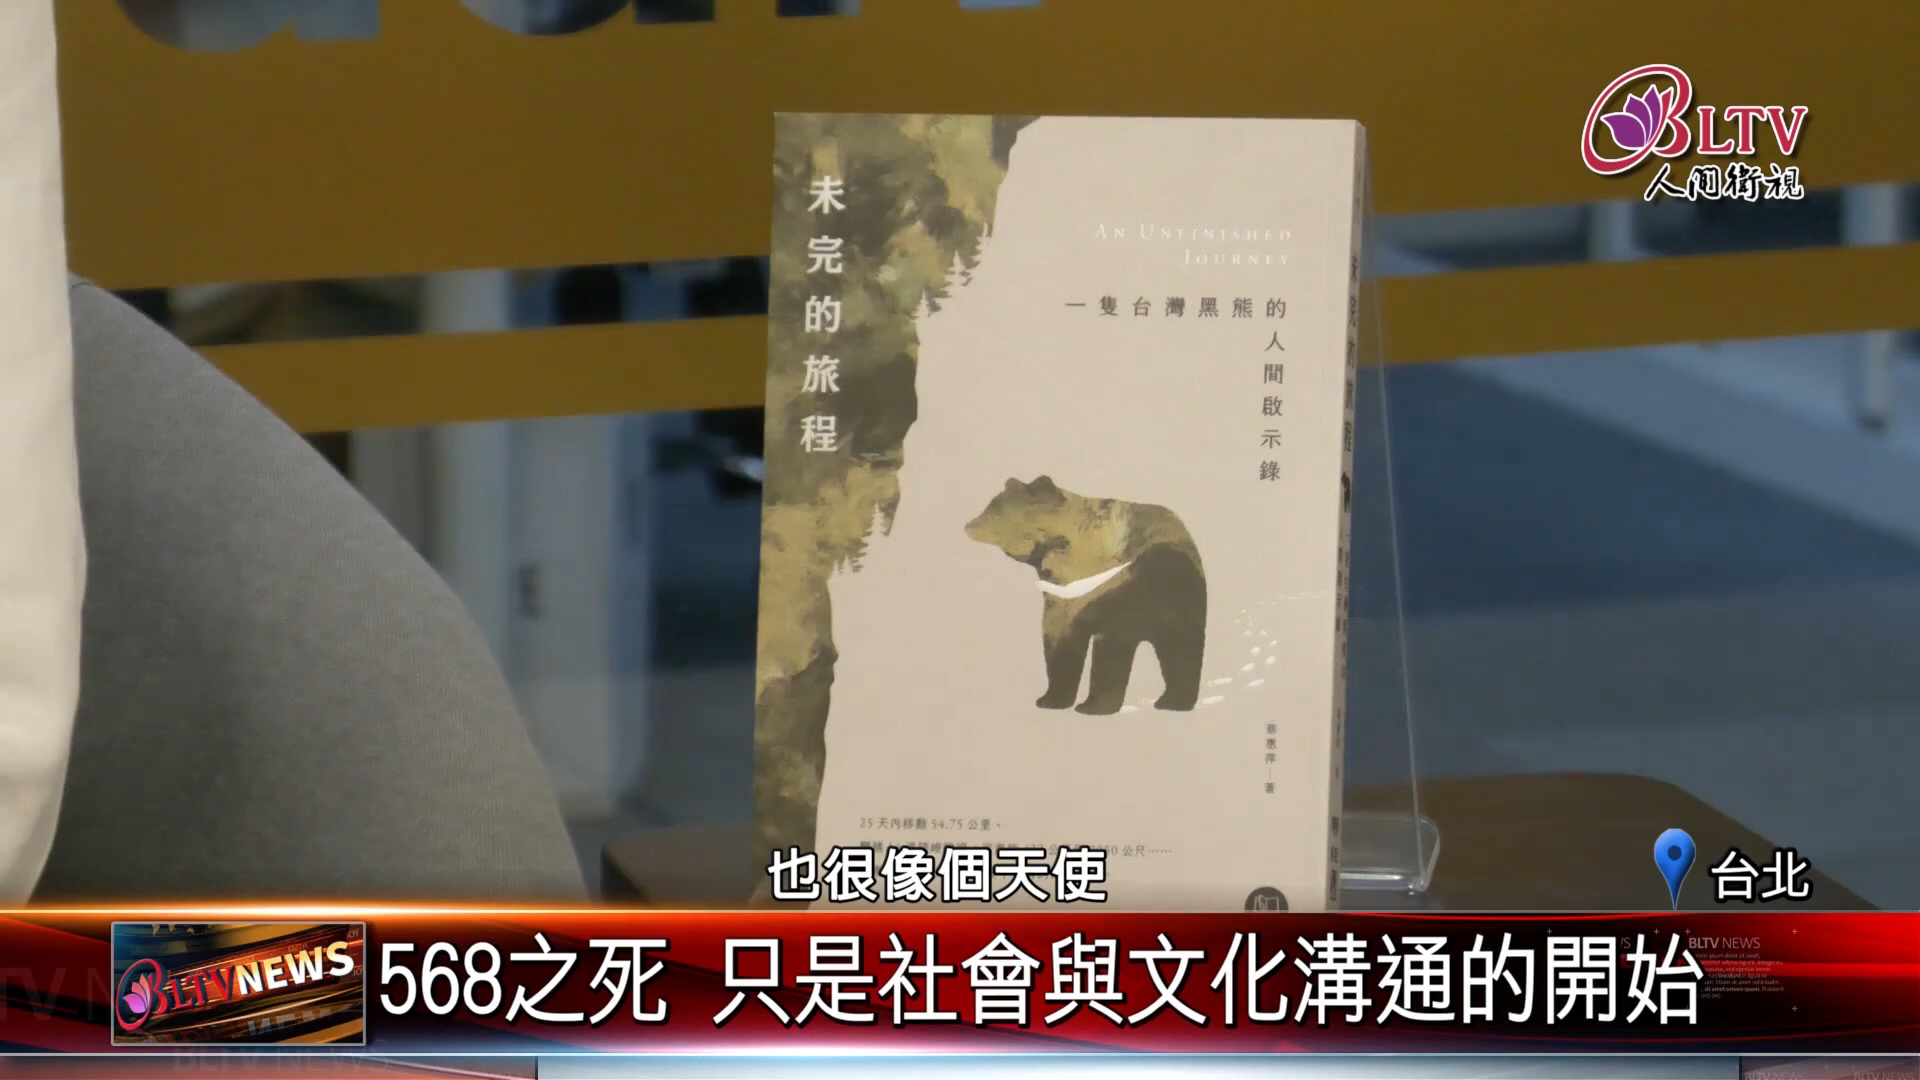 BLTV
人間衛視
未完的旅程
AN UNFINISHED
JOURNEY
一隻台灣黑熊的
人間啟示錄
蔡惠萍
著
25 天內移動 54.75 公里、
公尺……
也很像個天使
台北
BLTVNEWS
568之死 只是社會與文化溝通的開始
BLTV NEWS